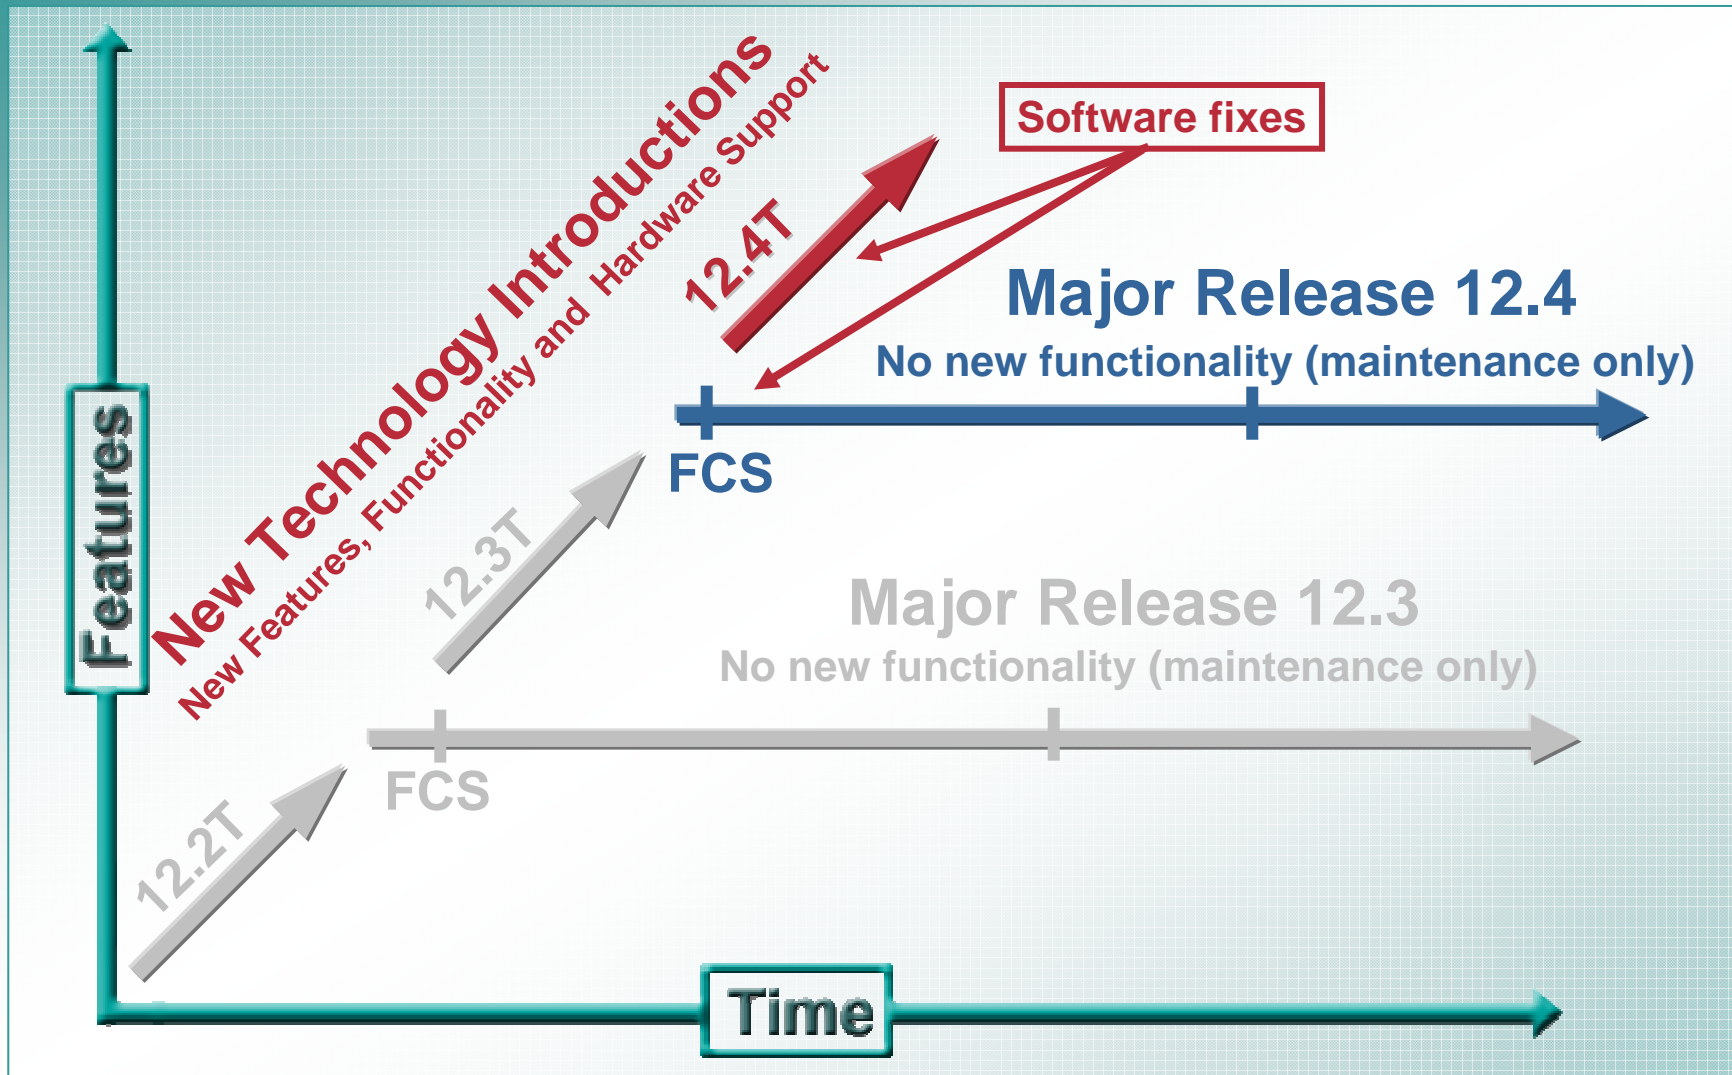 New Technology Introductions
New Features, Functionality and Hardware Support
Software fixes
12.4T
Major Release 12.4
No new functionality (maintenance only)
FCS
12.3T
Major Release 12.3
No new functionality (maintenance only)
FCS
12.2T
Features
Time